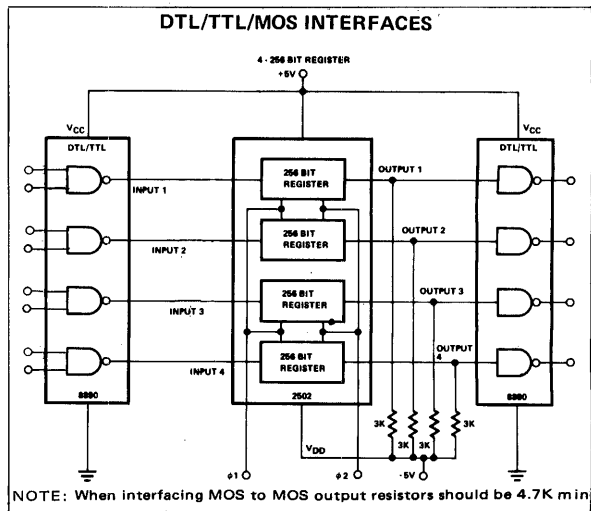 DTL/TTL/MOS INTERFACES
4 - 256 BIT REGISTER
+5V
VCC
DTL/TTL
VCC
DTL/TTL
256 BIT
REGISTER
OUTPUT 1
INPUT 1
256 BIT
REGISTER
OUTPUT 2
INPUT 2
256 BIT
REGISTER
OUTPUT 3
INPUT 3
256 BIT
REGISTER
OUTPUT
4
INPUT 4
8880
2502
8880
VDD
3K
3K
3K
3K
φ1
φ2
-5V
NOTE: When interfacing MOS to MOS output resistors should be 4.7K min